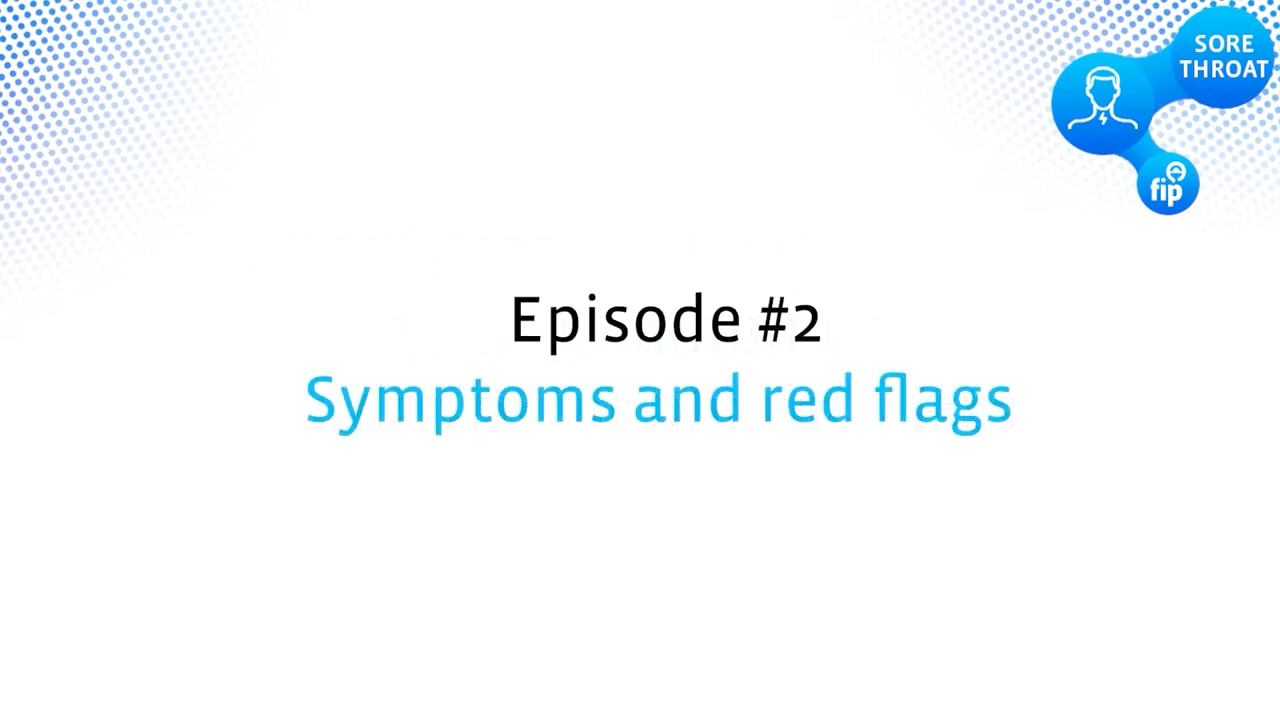 SORE
THROAT
fip
Episode #2
Symptoms and red flags